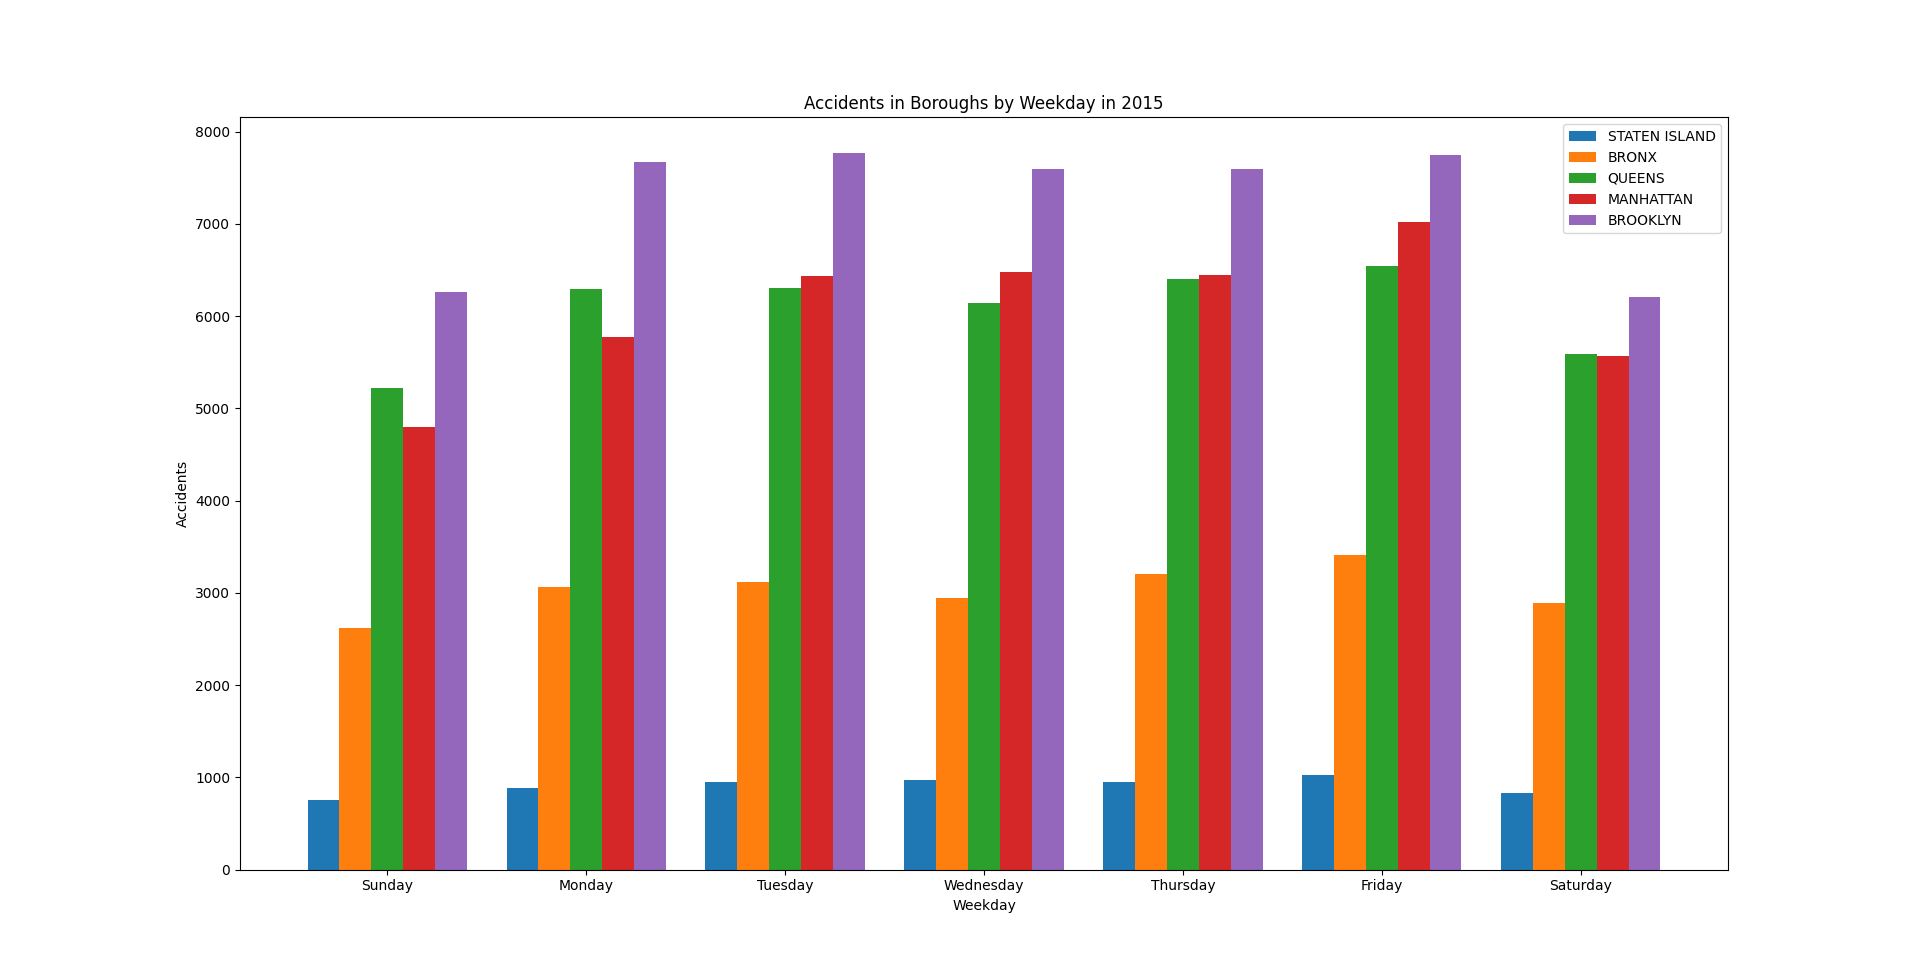 Accidents in Boroughs by Weekday in 2015
8000
7000
6000
5000
4000
3000
2000
1000
0
Accidents
STATEN ISLAND
BRONX
QUEENS
MANHATTAN
BROOKLYN
Sunday Monday Tuesday Wednesday Thursday Friday Saturday
Weekday